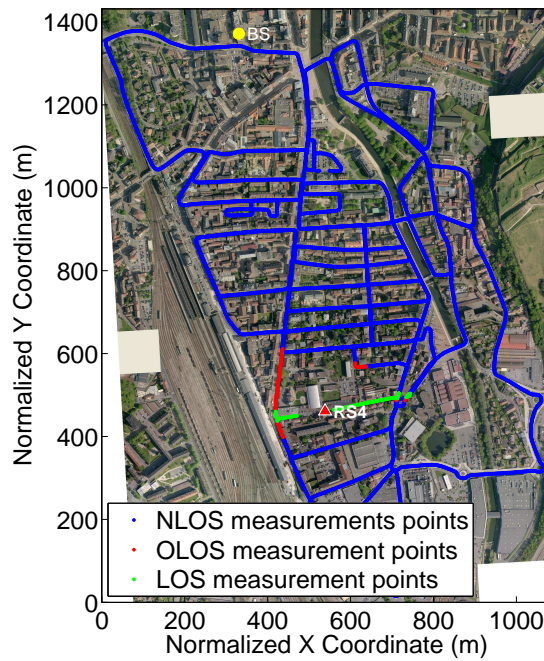 1400
BS
1200
1000
800
600
400
RS4
200
0
Normalized Y Coordinate (m)
NLOS measurements points
OLOS measurement points
LOS measurement points
0 200 400 600 800 1000
Normalized X Coordinate (m)